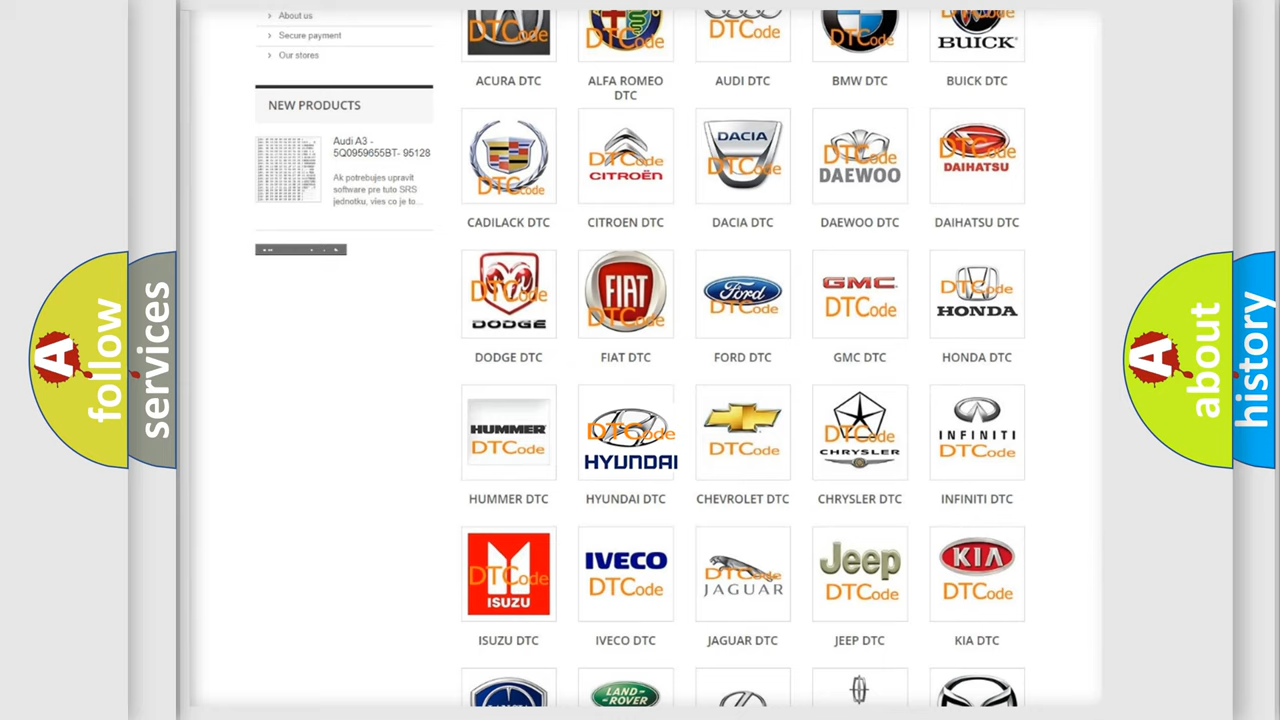 About us
Secure payment
Our stores
NEW PRODUCTS
Audi A3 -
5Q0959655BT- 95128
Ak potrebujes upravit
software pre tuto SRS
jednotku, vies co je to...
DTCode
DTCode
DTCode
DTCode
BUICK
ACURA DTC
ALFA ROMEO
DTC
AUDI DTC
BMW DTC
BUICK DTC
DTCode
DTCode
CITROËN
DACIA
DTCode
DTCode
DAEWOO
DTCode
DAIHATSU
CADILACK DTC
CITROEN DTC
DACIA DTC
DAEWOO DTC
DAIHATSU DTC
DTCode
DODGE
FIAT
DTCode
Ford
DTCode
GMC
DTCode
DTCode
HONDA
DODGE DTC
FIAT DTC
FORD DTC
GMC DTC
HONDA DTC
HUMMER
DTCode
DTCode
HYUNDAI
DTCode
DTCode
CHRYSLER
INFINITI
DTCode
HUMMER DTC
HYUNDAI DTC
CHEVROLET DTC
CHRYSLER DTC
INFINITI DTC
DTCode
ISUZU
IVECO
DTCode
DTCode
JAGUAR
Jeep
DTCode
KIA
DTCode
ISUZU DTC
IVECO DTC
JAGUAR DTC
JEEP DTC
KIA DTC
LAND-
ROVER
A
follow
services
A
about
history